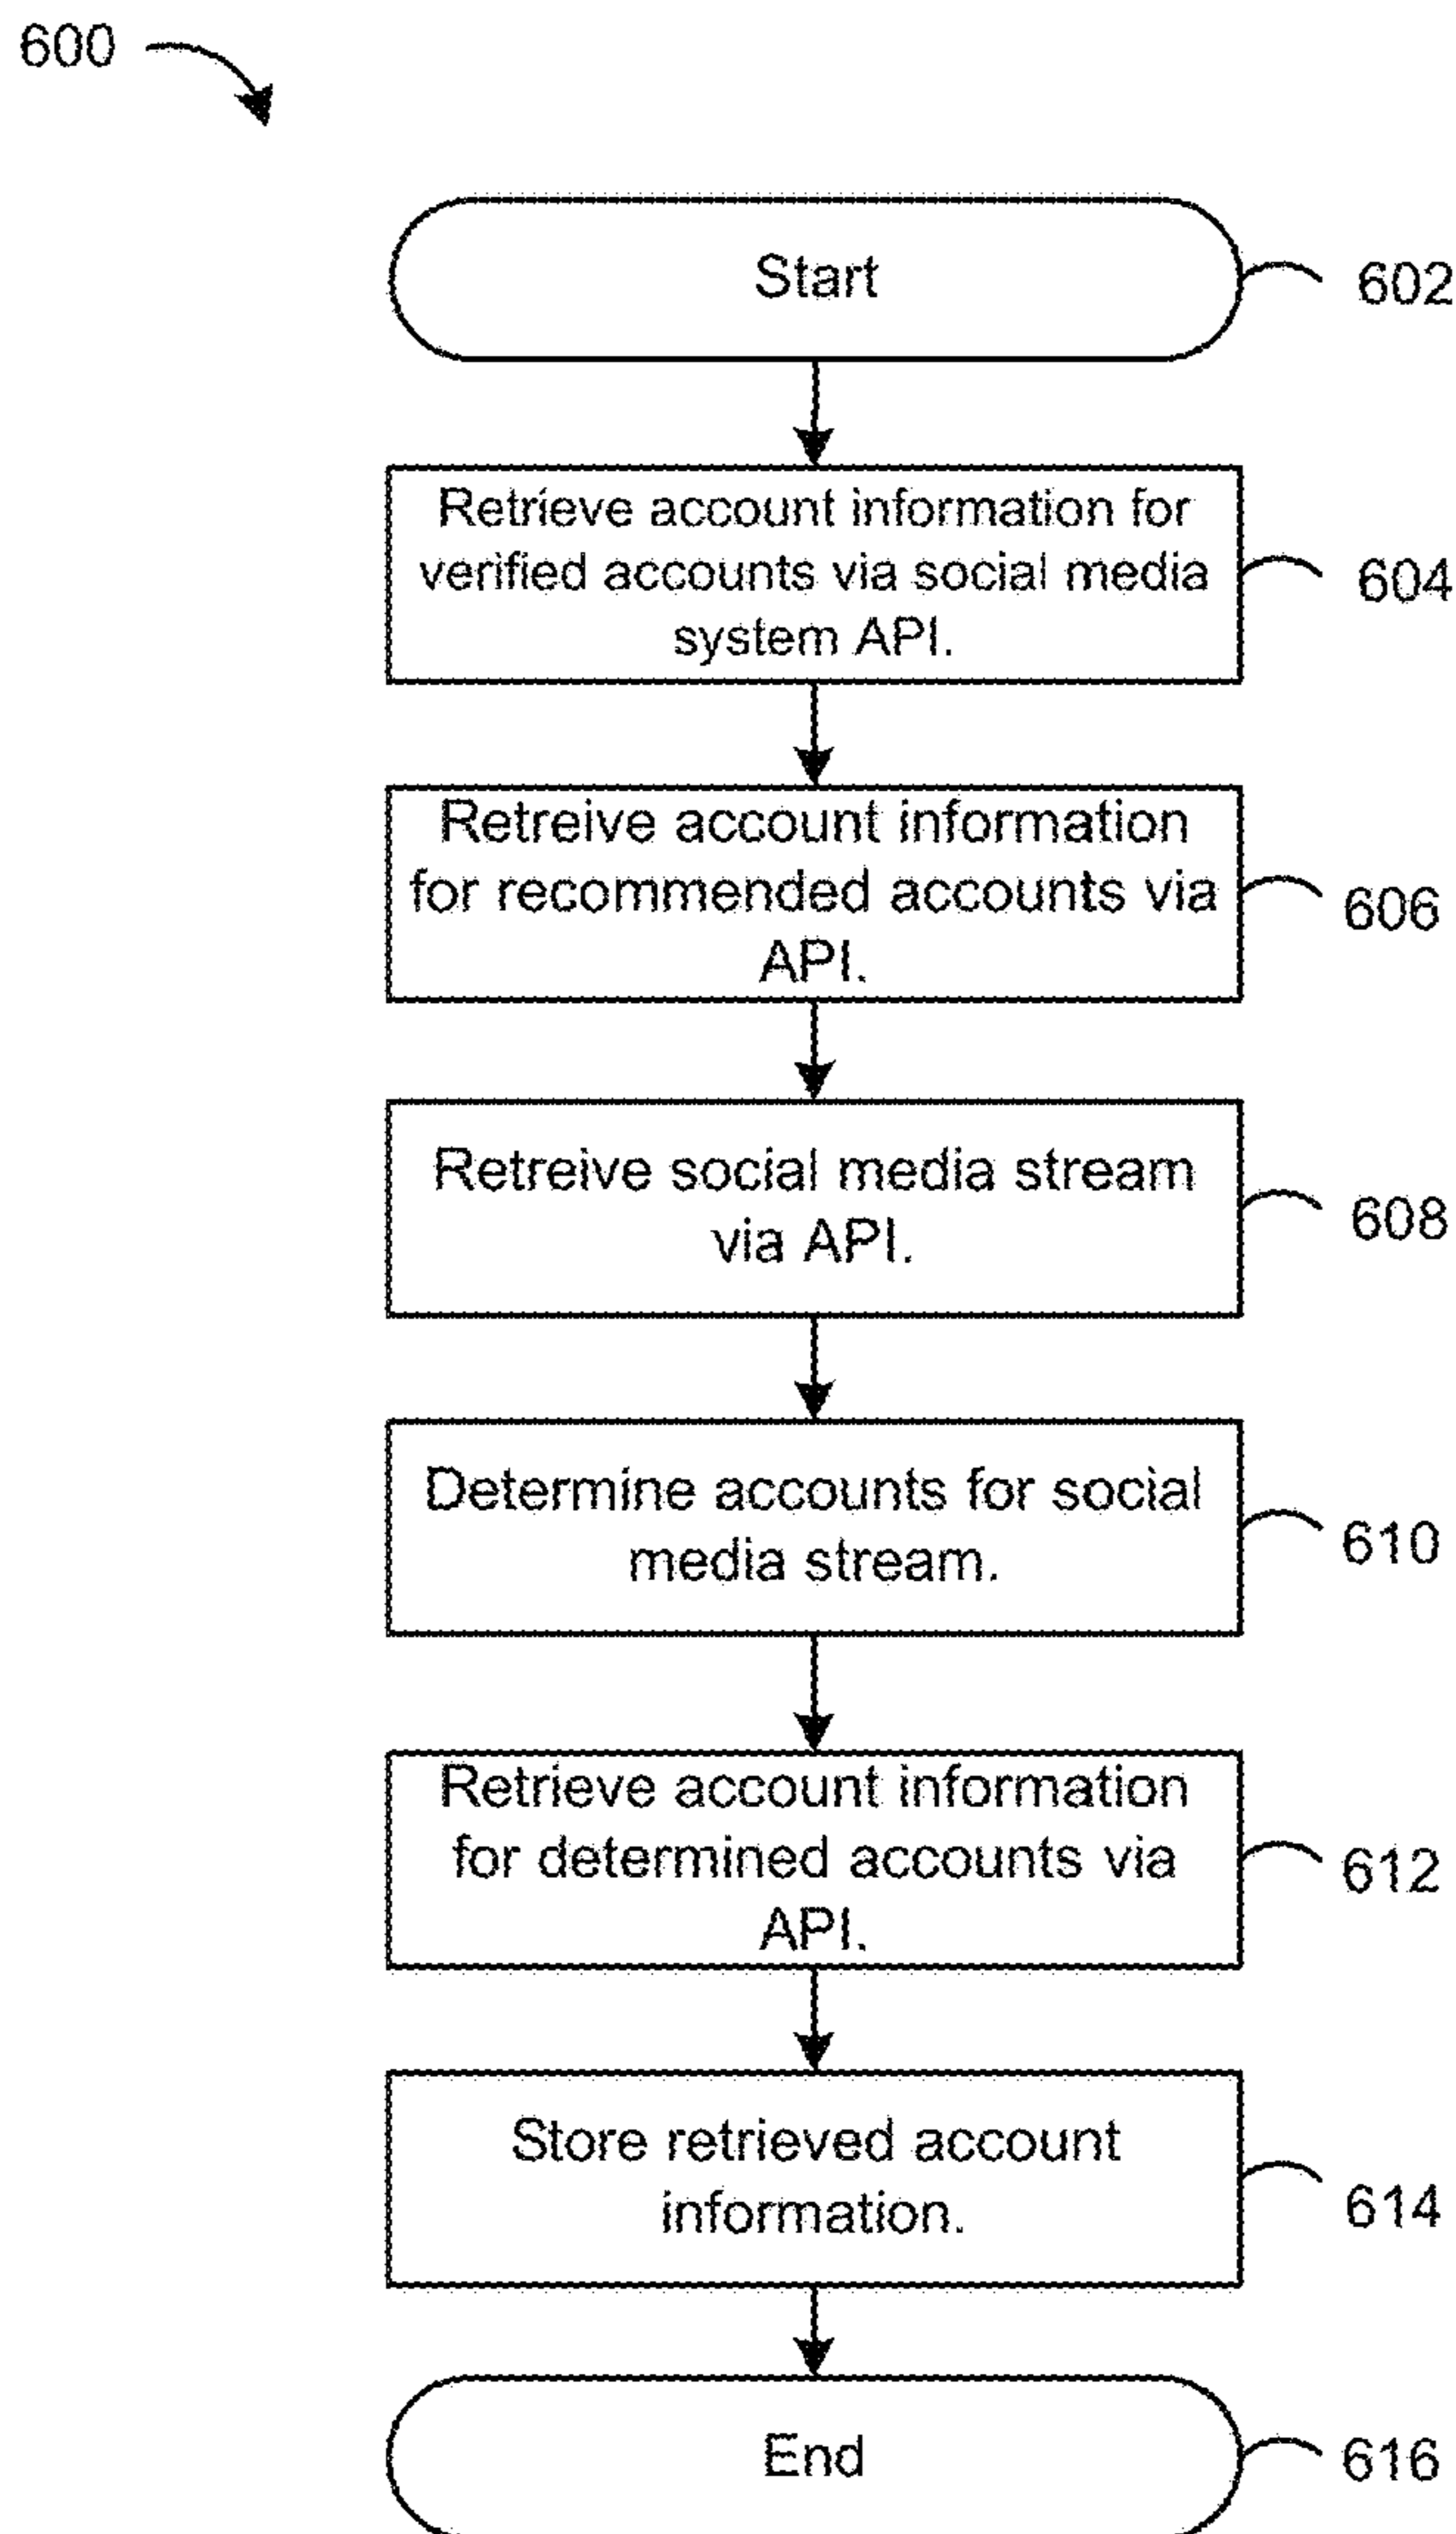 600
Start
602
Retrieve account information for
verified accounts via social media
system API.
604
Retreive account information
for recommended accounts via
API.
606
Retreive social media stream
via API.
608
Determine accounts for social
media stream.
610
Retrieve account information
for determined accounts via
API.
612
Store retrieved account
information.
614
End
616